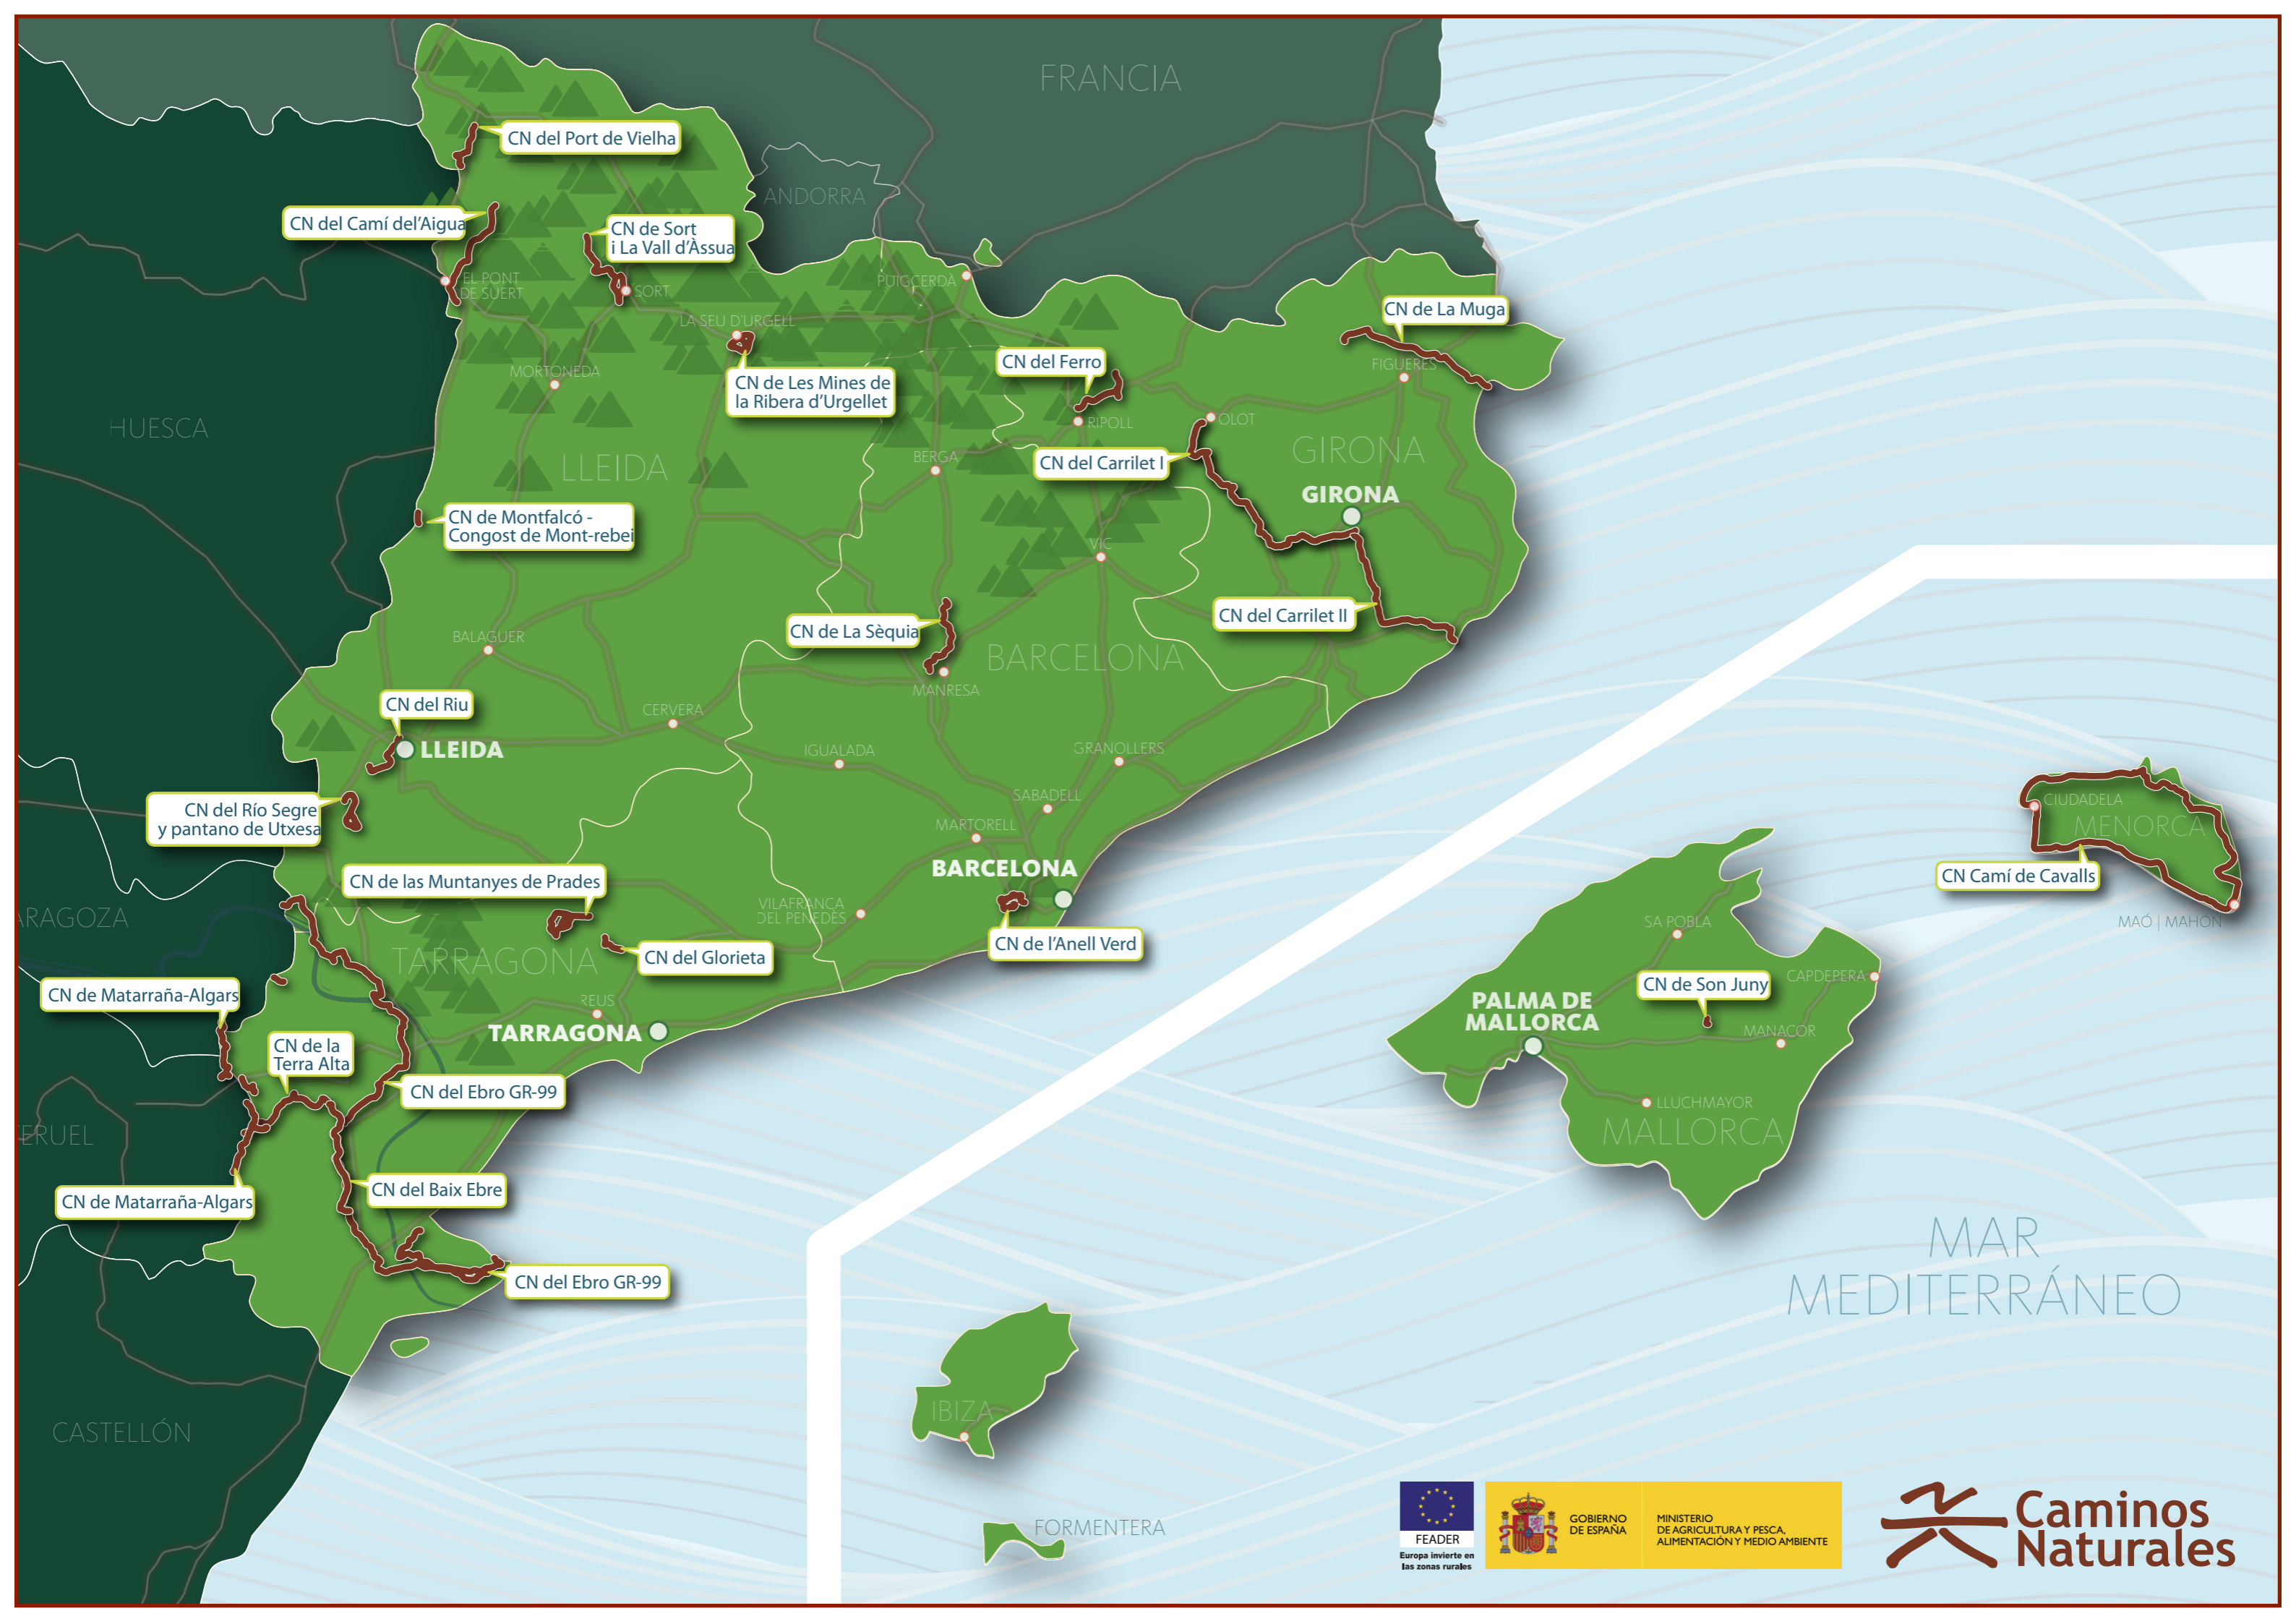 FRANCIA
CN del Port de Vielha
ANDORRA
CN del Camí del'Aigua
CN de Sort
i La Vall d'Àssua
EL PONT
DE SUERT
SORT
PUIGCERDÀ
LA SEU D'URGELL
CN de La Muga
CN del Ferro
FIGUERES
MORTONEDA
CN de Les Mines de
la Ribera d'Urgellet
HUESCA
RIPOLL
OLOT
LLEIDA
BERGA
CN del Carrilet I
GIRONA
GIRONA
CN de Montfalcó -
Congost de Mont-rebei
VIC
CN del Carrilet II
BALAGUER
CN de La Sèquia
BARCELONA
MANRESA
CN del Riu
CERVERA
LLEIDA
IGUALADA
GRANOLLERS
CN del Río Segre
y pantano de Utxesa
SABADELL
MARTORELL
CIUDADELA
MENORCA
CN Camí de Cavalls
MAÓ | MAHÓN
CN de las Muntanyes de Prades
BARCELONA
VILAFRANCA
DEL PENEDÈS
ARAGOZA
CN de l'Anell Verd
TARRAGONA
CN del Glorieta
SA POBLA
CAPDEPERA
CN de Son Juny
CN de Matarraña-Algars
REUS
TARRAGONA
PALMA DE
MALLORCA
MANACOR
CN de la
Terra Alta
CN del Ebro GR-99
LLUCHMAYOR
MALLORCA
ERUEL
CN de Matarraña-Algars
CN del Baix Ebre
CN del Ebro GR-99
MAR
MEDITERRÁNEO
IBIZA
CASTELLÓN
FORMENTERA
FEADER
Europa invierte en
las zonas rurales
GOBIERNO
DE ESPAÑA
MINISTERIO
DE AGRICULTURA Y PESCA,
ALIMENTACIÓN Y MEDIO AMBIENTE
Caminos
Naturales